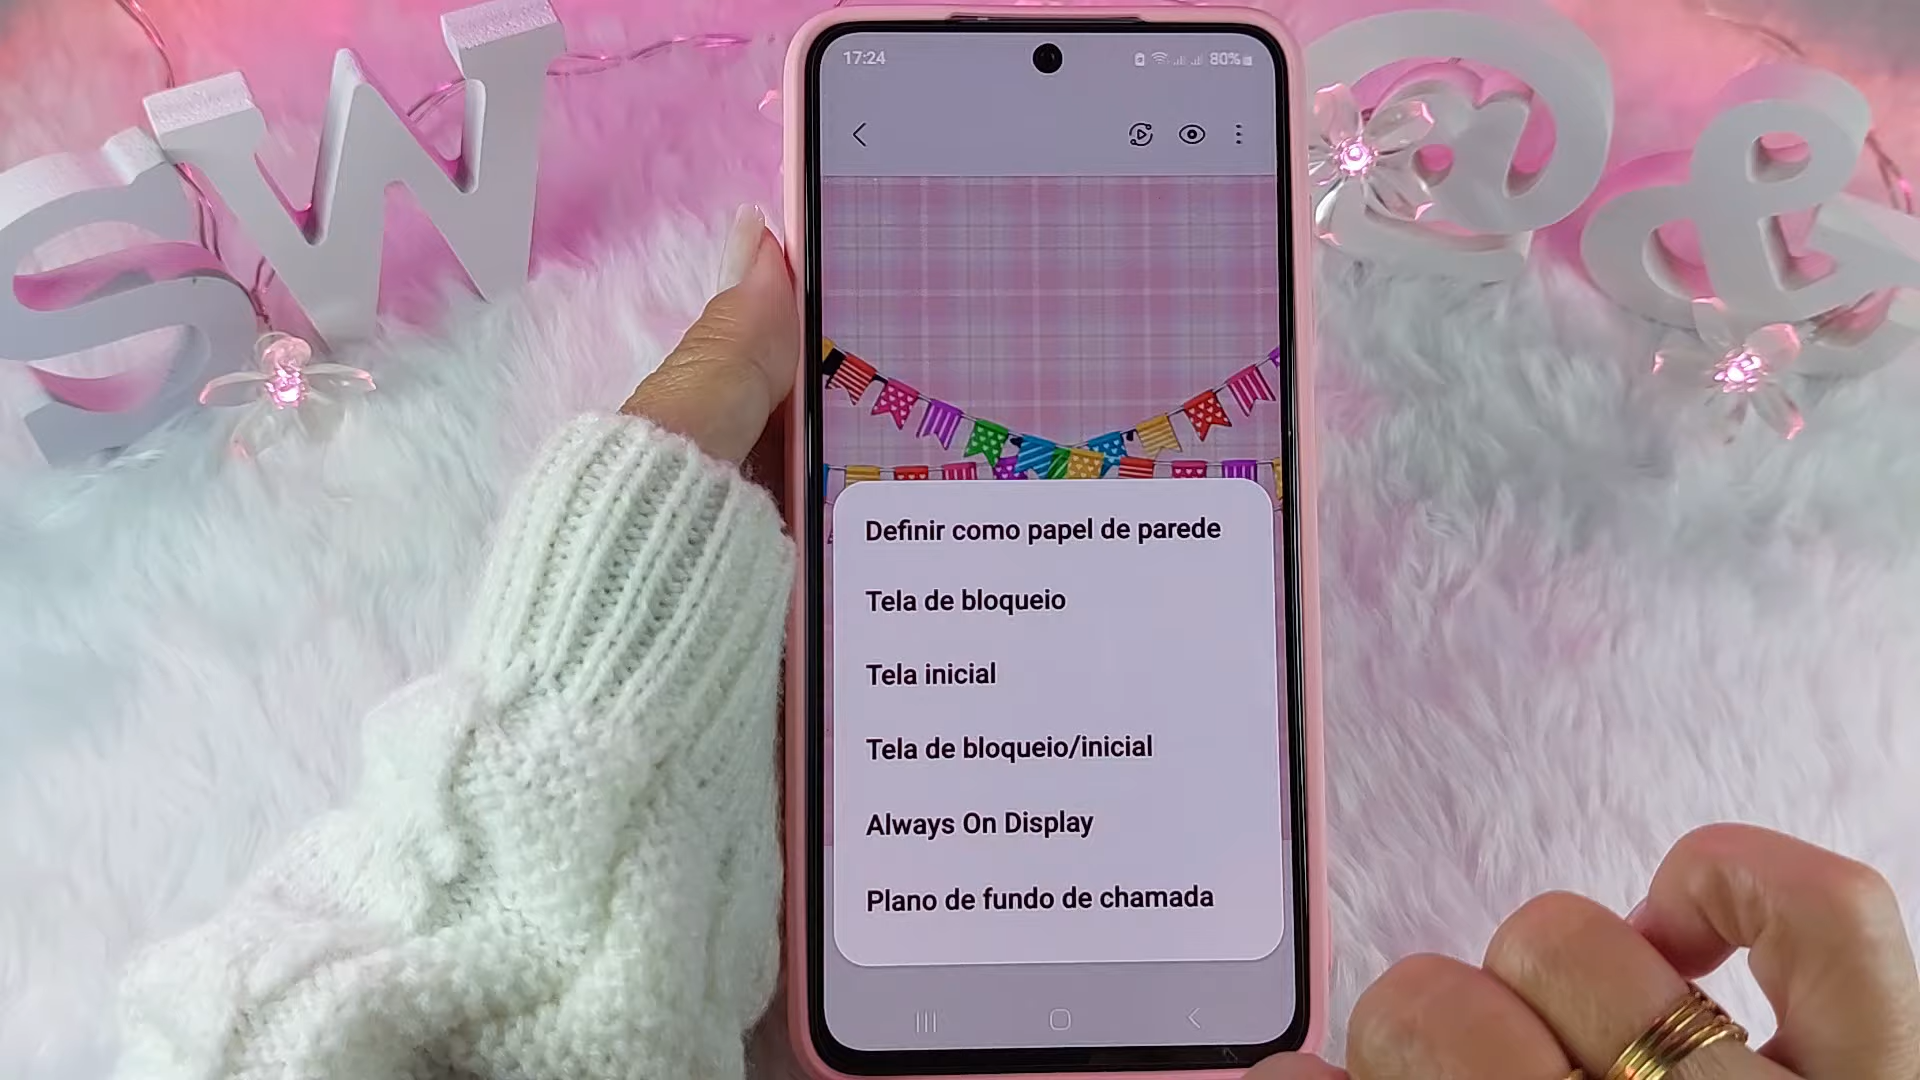 SW
&
17:24
80%
Definir como papel de parede
Tela de bloqueio
Tela inicial
Tela de bloqueio/inicial
Always On Display
Plano de fundo de chamada